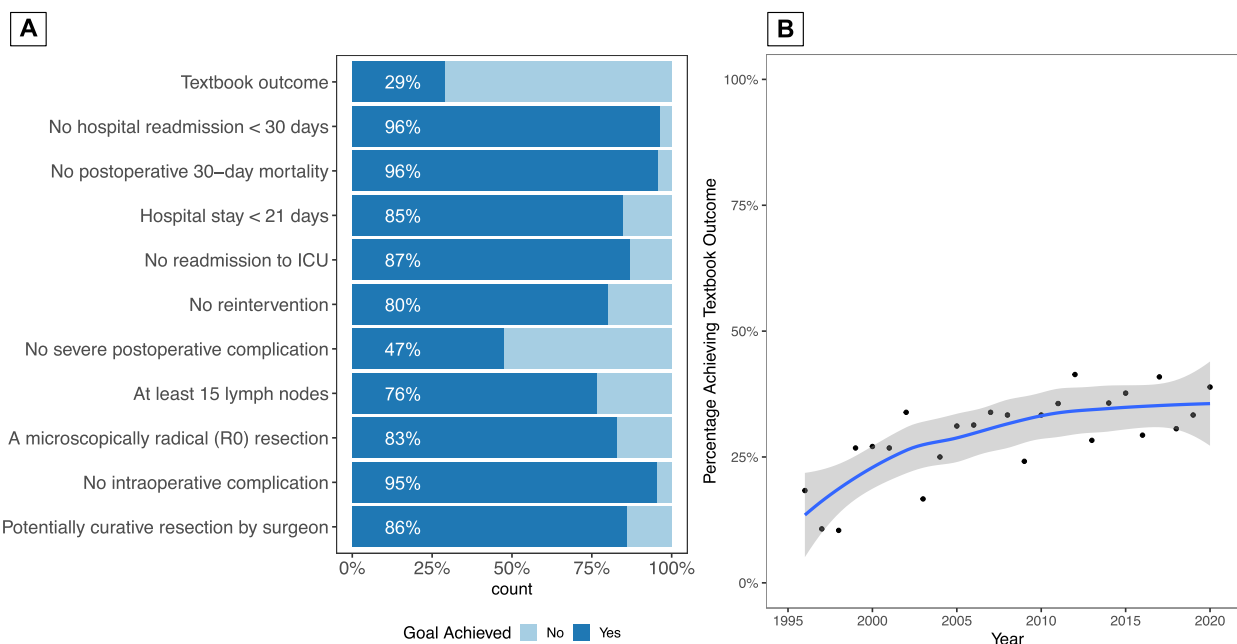 A
Textbook outcome 29%
No hospital readmission < 30 days 96%
No postoperative 30−day mortality 96%
Hospital stay < 21 days 85%
No readmission to ICU 87%
No reintervention 80%
No severe postoperative complication 47%
At least 15 lymph nodes 76%
A microscopically radical (R0) resection 83%
No intraoperative complication 95%
Potentially curative resection by surgeon 86%
0% 25% 50% 75% 100%
count
Goal Achieved No Yes
B
Percentage Achieving Textbook Outcome
100%
75%
50%
25%
0%
1995 2000 2005 2010 2015 2020
Year